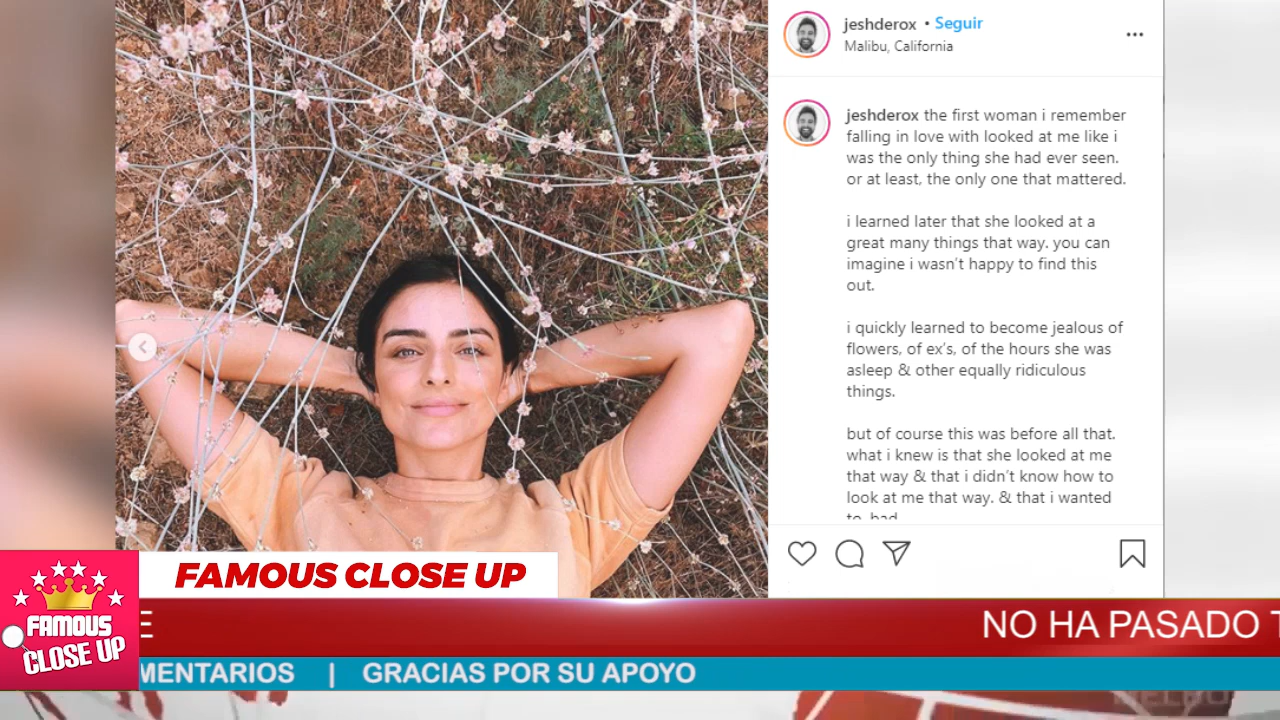 jeshderox • Seguir
Malibu, California
jeshderox the first woman i remember
falling in love with looked at me like i
was the only thing she had ever seen.
or at least, the only one that mattered.
i learned later that she looked at a
great many things that way. you can
imagine i wasn't happy to find this
out.
i quickly learned to become jealous of
flowers, of ex's, of the hours she was
asleep & other equally ridiculous
things.
but of course this was before all that.
what i knew is that she looked at me
that way & that i didn't know how to
look at me that way. & that i wanted
to, bad
FAMOUS CLOSE UP
FAMOUS
CLOSE UP
E NO HA PASADO T
MENTARIOS | GRACIAS POR SU APOYO